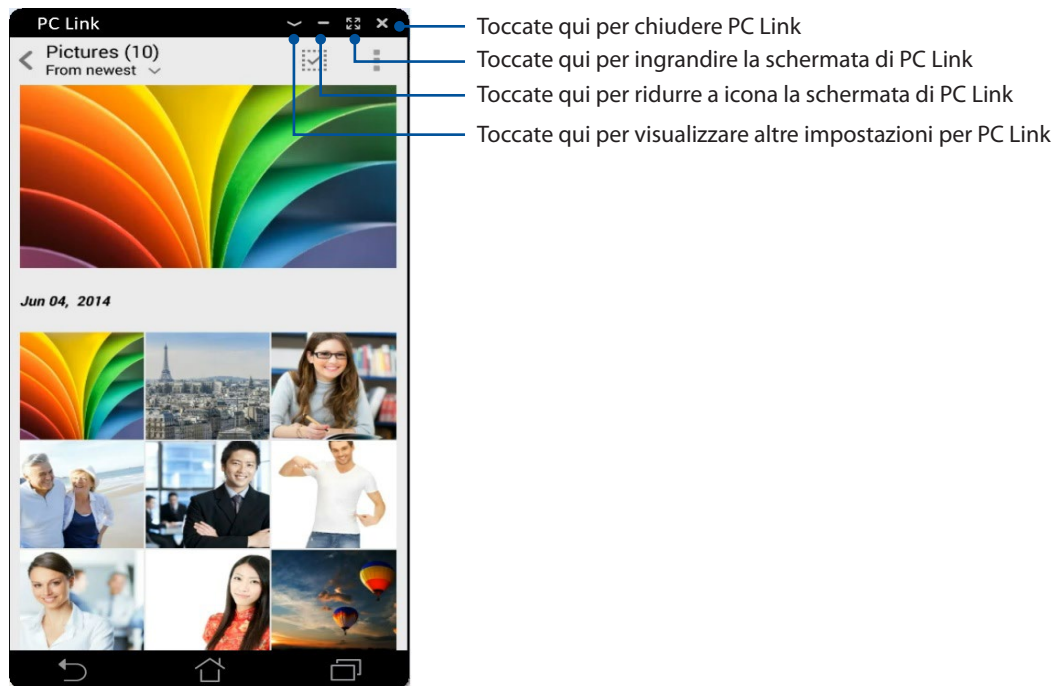 PC Link
Toccate qui per chiudere PC Link
Pictures (10)
From newest
Toccate qui per ingrandire la schermata di PC Link
Toccate qui per ridurre a icona la schermata di PC Link
Toccate qui per visualizzare altre impostazioni per PC Link
Jun 04, 2014